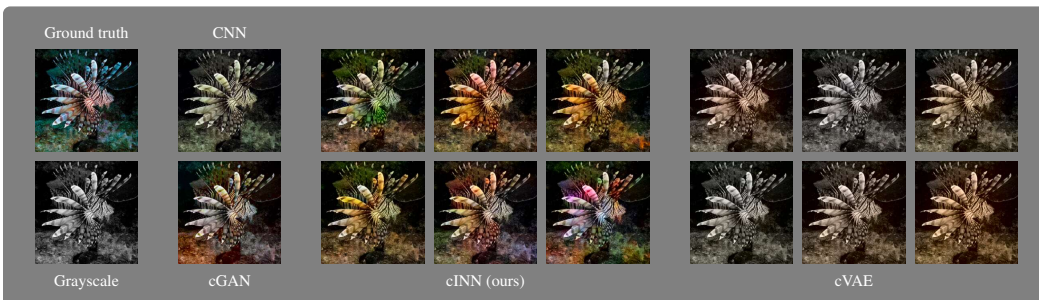 Ground truth
CNN
Grayscale
cGAN
cINN (ours)
cVAE